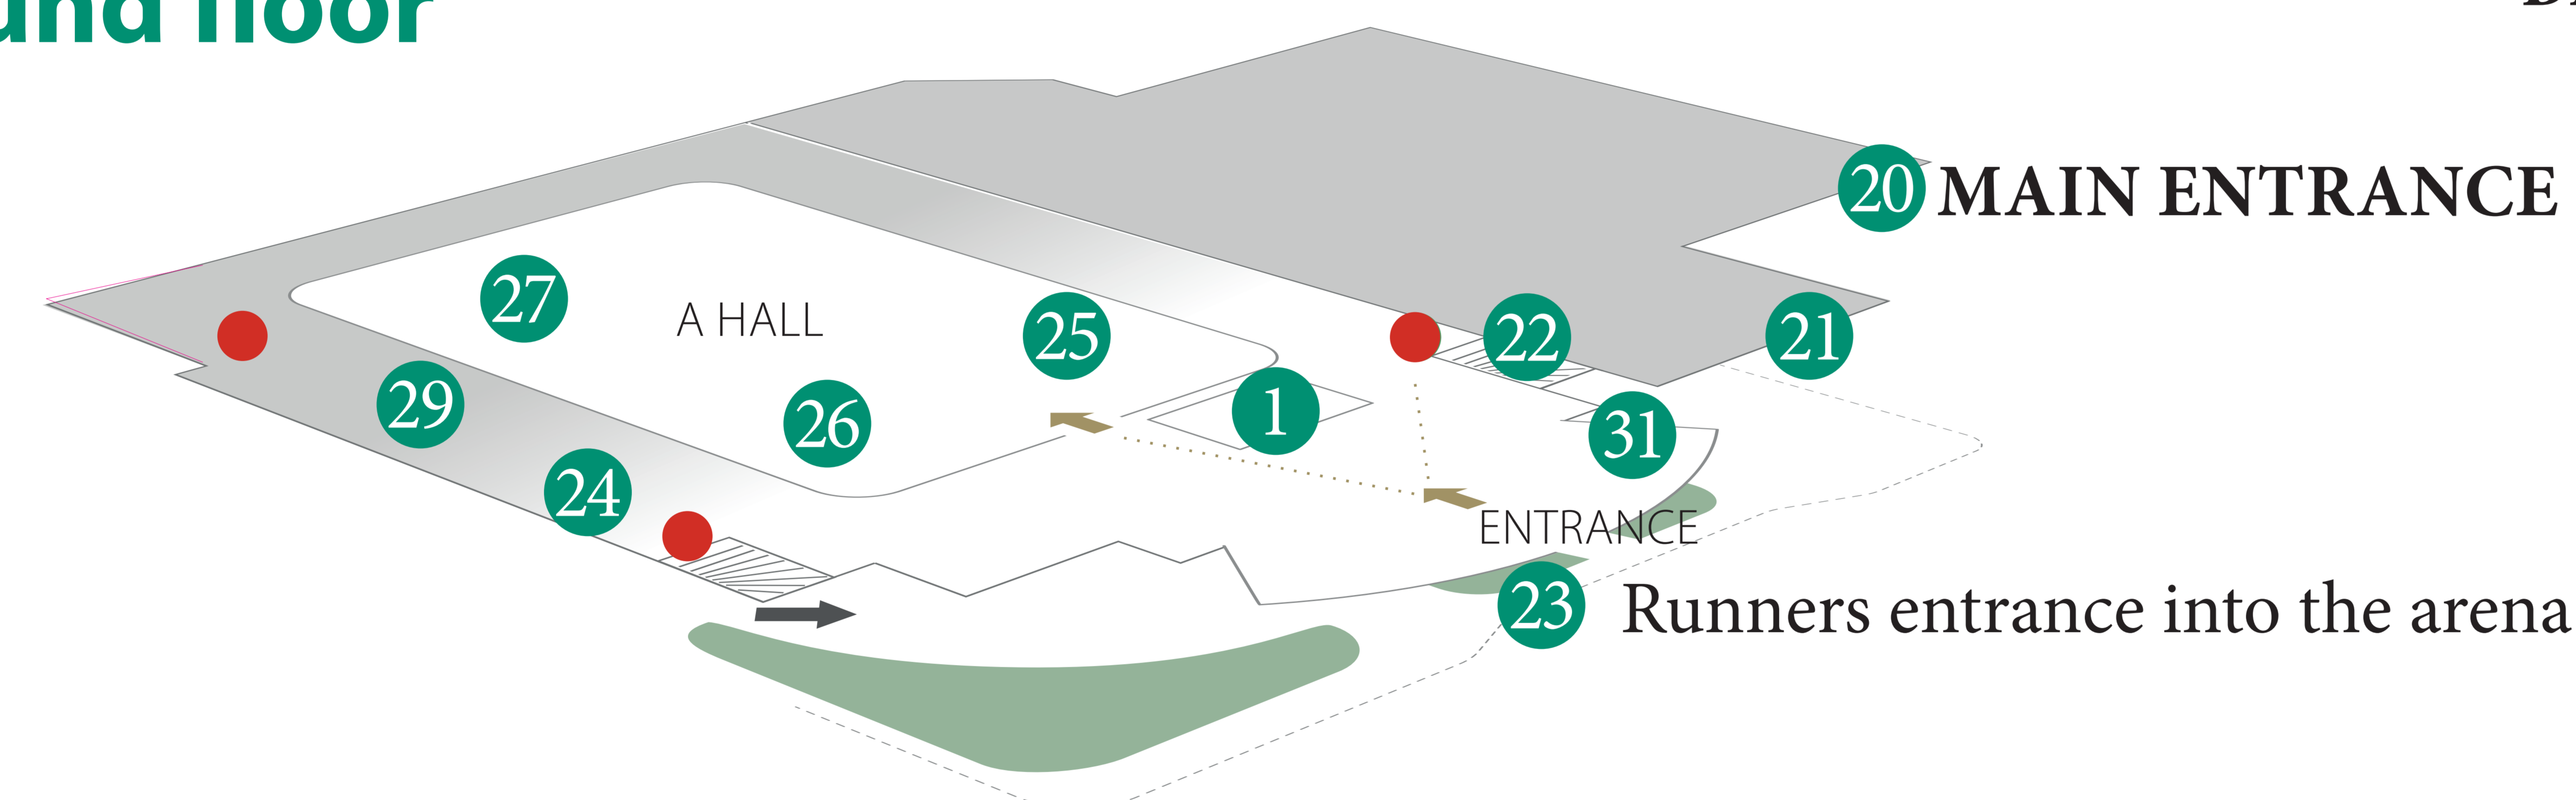 floor
20 MAIN ENTRANCE
27
A HALL
25
22
21
29
26
1
31
24
ENTRANCE
23 Runners entrance into the arena